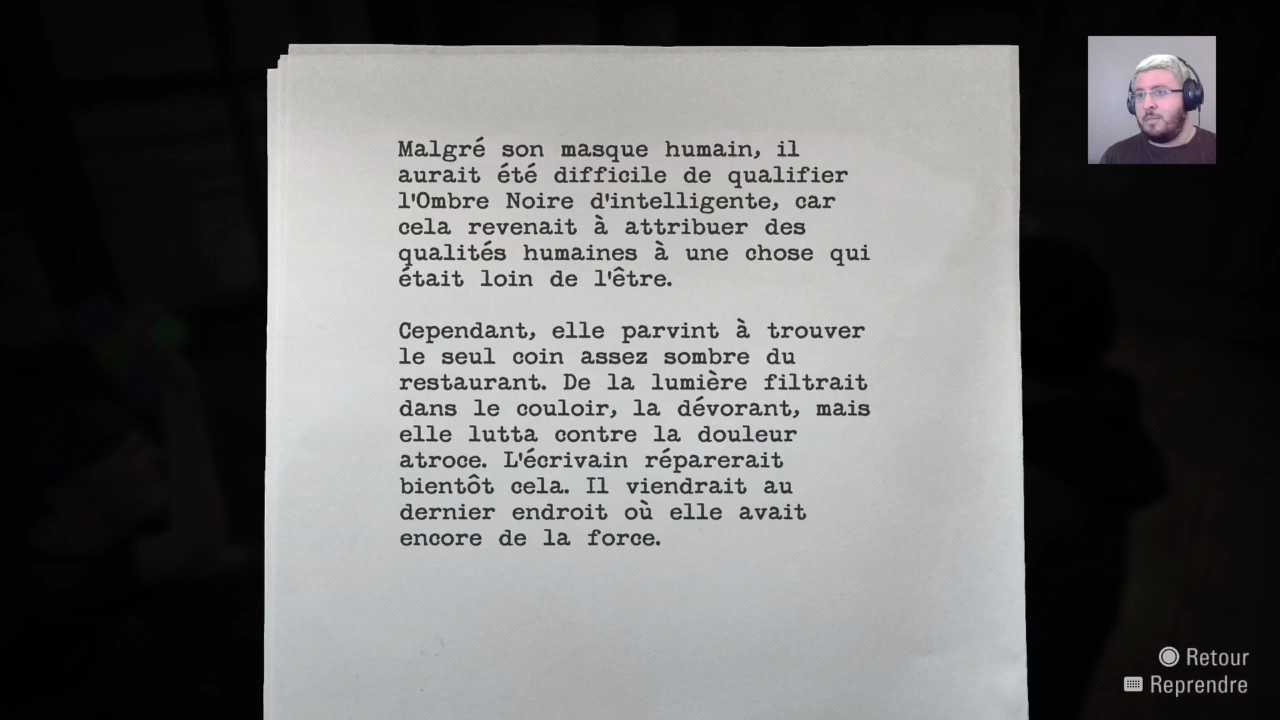 Malgré son masque humain, il
aurait été difficile de qualifier
l'Ombre Noire d'intelligente, car
cela revenait à attribuer des
qualités humaines à une chose qui
était loin de l'être.
Cependant, elle parvint à trouver
le seul coin assez sombre du
restaurant. De la lumière filtrait
dans le couloir, la dévorant, mais
elle lutta contre la douleur
atroce. L'écrivain réparerait
bientôt cela. Il viendrait au
dernier endroit où elle avait
encore de la force.
Retour
Reprendre